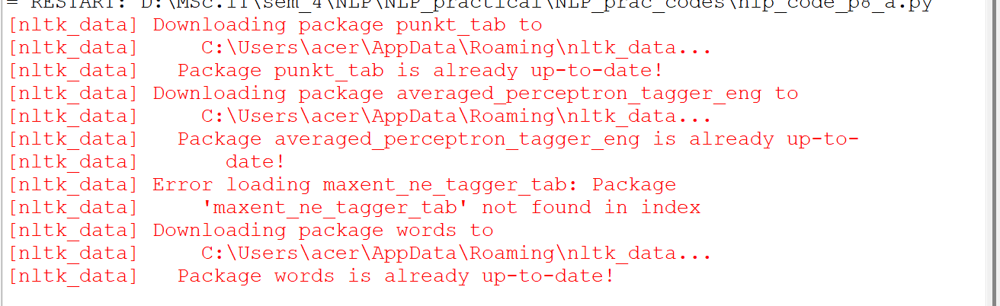 = RESTART: D:\MSc.IT\sem_4\NLP\NLP_practical\NLP_prac_codes\nlp_code_p8_a.py
[nltk_data] Downloading package punkt_tab to
[nltk_data]     C:\Users\acer\AppData\Roaming\nltk_data...
[nltk_data]   Package punkt_tab is already up-to-date!
[nltk_data] Downloading package averaged_perceptron_tagger_eng to
[nltk_data]     C:\Users\acer\AppData\Roaming\nltk_data...
[nltk_data]   Package averaged_perceptron_tagger_eng is already up-to-
[nltk_data]       date!
[nltk_data] Error loading maxent_ne_tagger_tab: Package
[nltk_data]     'maxent_ne_tagger_tab' not found in index
[nltk_data] Downloading package words to
[nltk_data]     C:\Users\acer\AppData\Roaming\nltk_data...
[nltk_data]   Package words is already up-to-date!